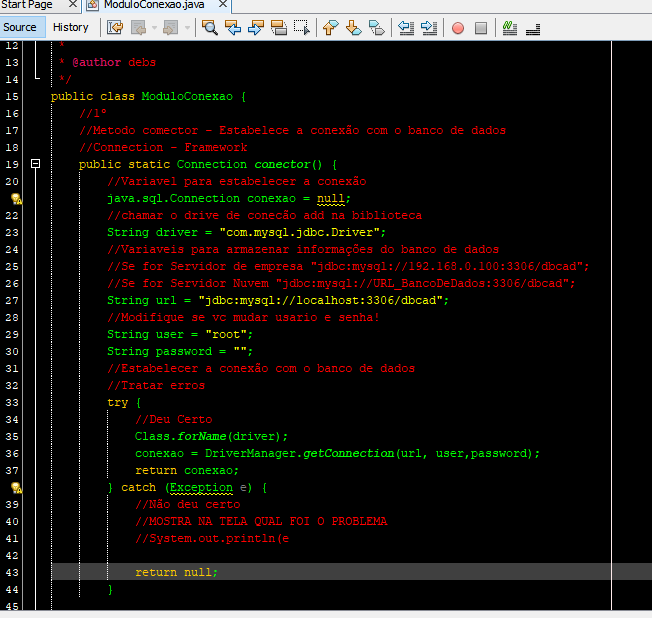 Start Page
ModuloConexao.java
Source History
12 *
13 * @author debs
14 */
15 public class ModuloConexao {
16 //1º
17 //Metodo comector - Estabelece a conexão com o banco de dados
18 //Connection - Framework
19 public static Connection conector() {
20 //Variavel para estabelecer a conexão
java.sql.Connection conexao = null;
22 //chamar o drive de conecão add na biblioteca
23 String driver = "com.mysql.jdbc.Driver";
24 //Variaveis para armazenar informações do banco de dados
25 //Se for Servidor de empresa "jdbc:mysql://192.168.0.100:3306/dbcad";
26 //Se for Servidor Nuvem "jdbc:mysql://URL_BancoDeDados:3306/dbcad";
27 String url = "jdbc:mysql://localhost:3306/dbcad";
28 //Modifique se vc mudar usario e senha!
29 String user = "root";
30 String password = "";
31 //Estabelecer a conexão com o banco de dados
32 //Tratar erros
33 try {
34 //Deu Certo
35 Class.forName(driver);
36 conexao = DriverManager.getConnection(url, user,password);
37 return conexao;
} catch (Exception e) {
39 //Não deu certo
40 //MOSTRA NA TELA QUAL FOI O PROBLEMA
41 //System.out.println(e
42
43 return null;
44 }
45